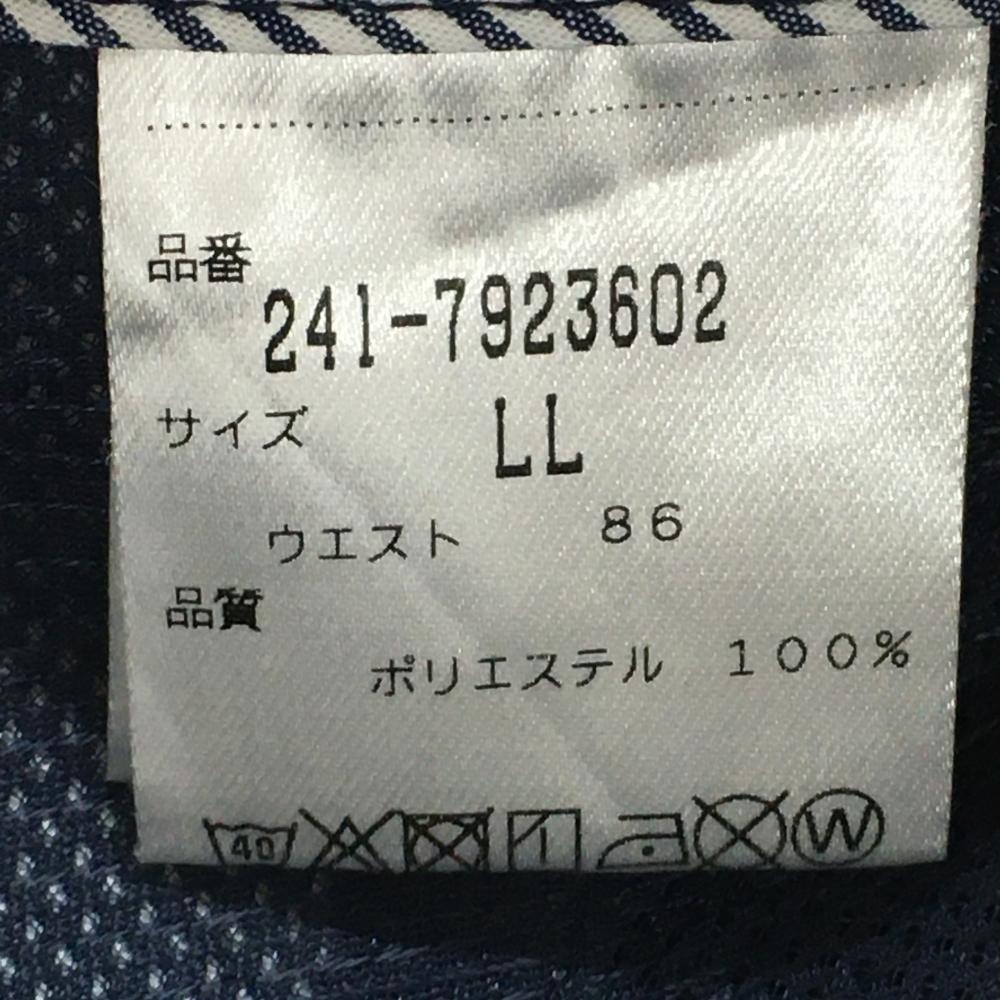 品番
241-7923602
サイズ LL
ウエスト 86
品質
ポリエステル 100%
40 W